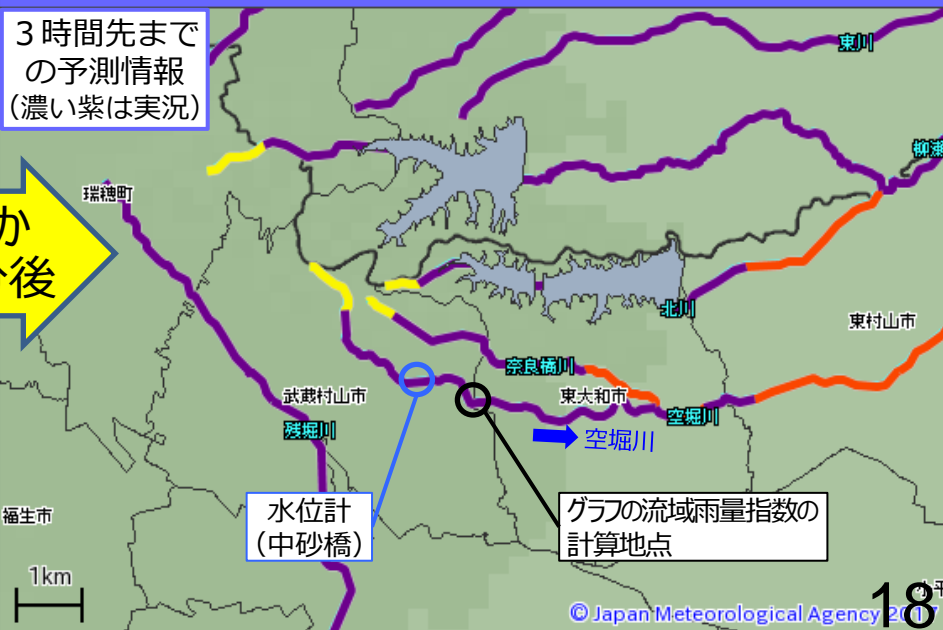 3時間先まで
の予測情報
(濃い紫は実況)
東川
柳瀬
瑞穂町
か
後
北川
東村山市
奈良橋川
武蔵村山市
東大和市
残堀川
空堀川
空堀川
水位計
(中砂橋)
グラフの流域雨量指数の
計算地点
福生市
1km
© Japan Meteorological Agency 2017
18